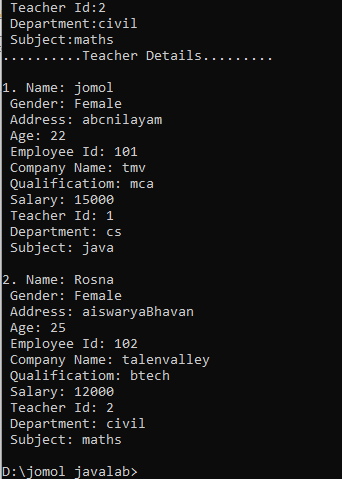 Teacher Id:2
Department:civil
Subject:maths
..........Teacher Details.........
1. Name: jomol
Gender: Female
Address: abcnilayam
Age: 22
Employee Id: 101
Company Name: tmv
Qualificatiom: mca
Salary: 15000
Teacher Id: 1
Department: cs
Subject: java
2. Name: Rosna
Gender: Female
Address: aiswaryaBhavan
Age: 25
Employee Id: 102
Company Name: talenvalley
Qualificatiom: btech
Salary: 12000
Teacher Id: 2
Department: civil
Subject: maths
D:\jomol javalab>